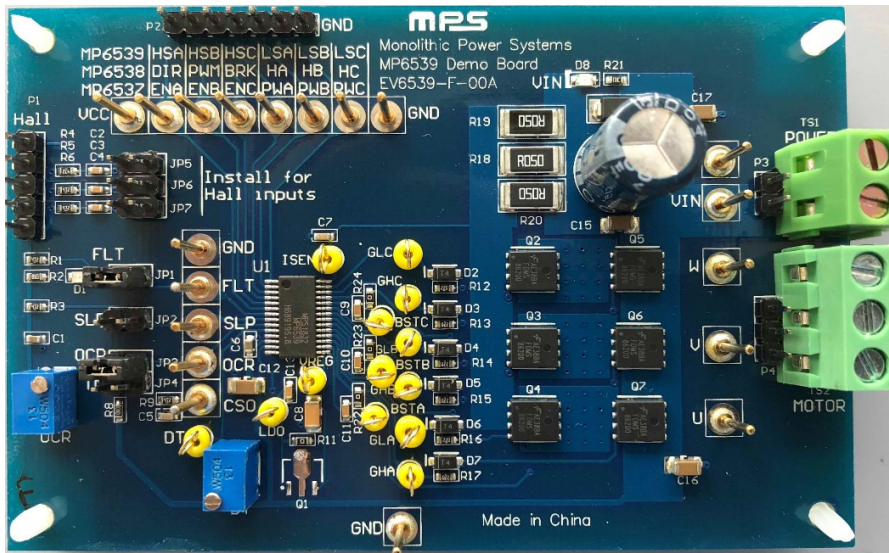 P2
GND
MPS
Monolithic Power Systems
MP6539 Demo Board
EV6539-F-00A
MP6539 HSA HSB HSC LSA LSB LSC
MP6538 DIR PWM BRK HA HB HC
MP6537 ENA ENB ENC PWA PWB PWC
VCC
GND
D8 R21
VIN
C17
P1
Hall
R4 C2
R5 C3
R6 C4
JP5
JP6
JP7
Install for
Hall inputs
R19
R050
R18
R050
R050
R20
C15
TS1
POWER
P3
VIN
C7
GND
U1
ISEN
GLC
FLT
R1
R2
D1
JP1
FLT
GHC
R24
C9
D2
R12
Q2
Q5
W
R3
SLP
JP2
SLP
BSTC
D3
R13
C1
OCR
JP3
JP4
OCR
C6
R23
C10
GLB
BSTB
D4
R14
Q3
Q6
V
P4
C12
VREG
GHB
D5
R15
W503
OCR
R8
R9
C5
CSO
LDO
C8
C11
R22
BSTA
GLA
D6
R16
Q4
Q7
U
TS2
MOTOR
DT
W504
R11
Q1
GHA
D7
R17
C16
GND
Made in China